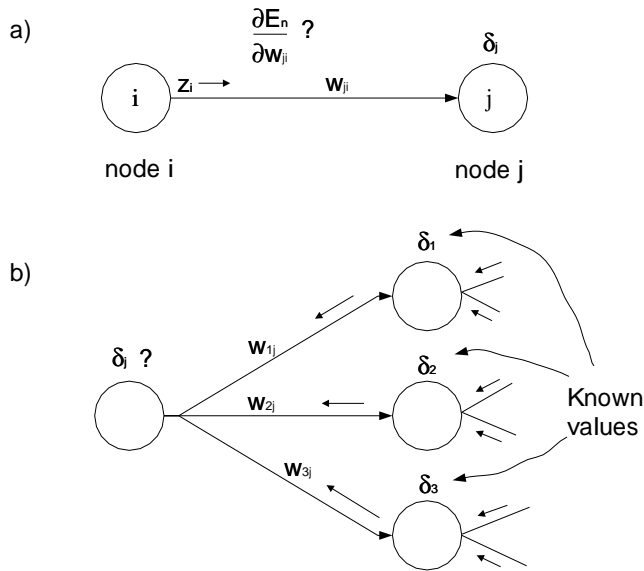 a)
∂Eₙ
∂wⱼᵢ
?
δⱼ
i
zᵢ
wⱼᵢ
j
node i
node j
b)
δ₁
w₁ⱼ
δⱼ ?
δ₂
w₂ⱼ
Known
values
w₃ⱼ
δ₃